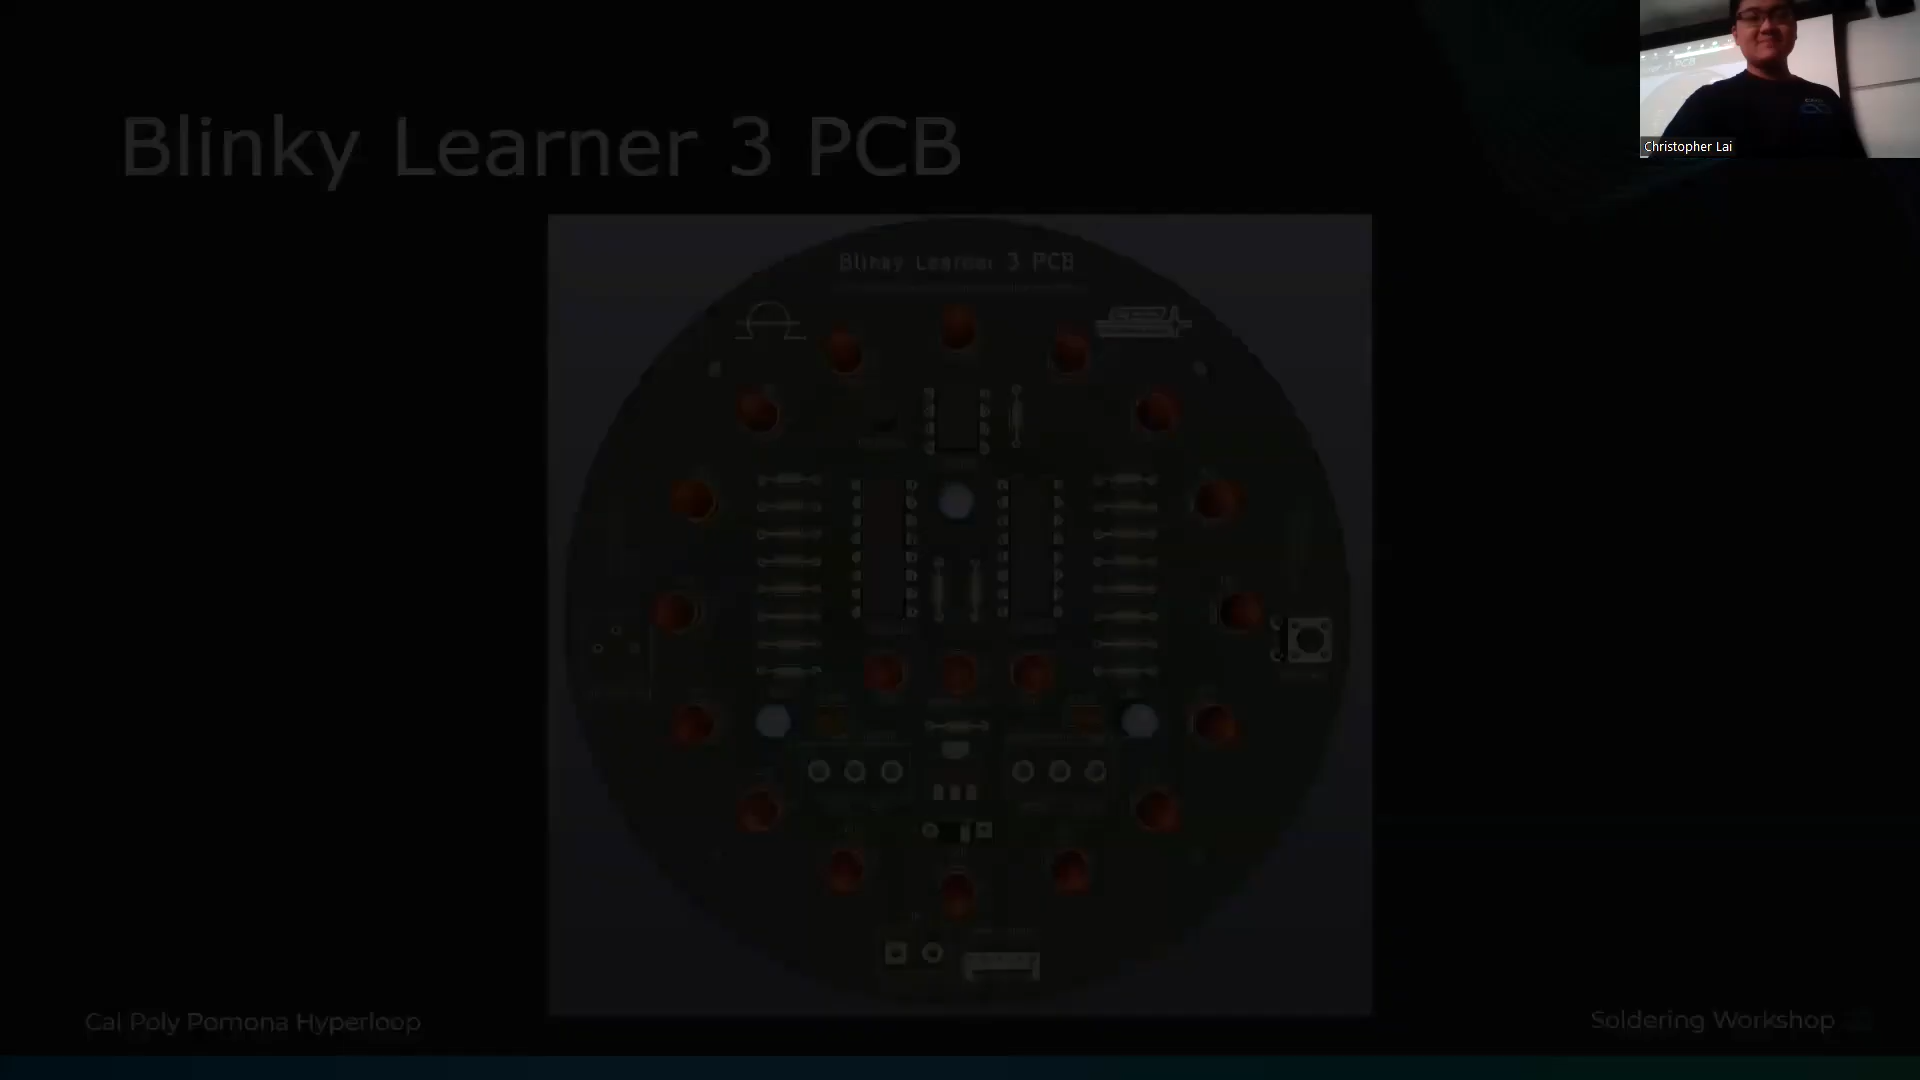 Blinky Learner 3 PCB
Christopher Lai
Blinky Learner 3 PCB
Cal Poly Pomona Hyperloop
Soldering Workshop